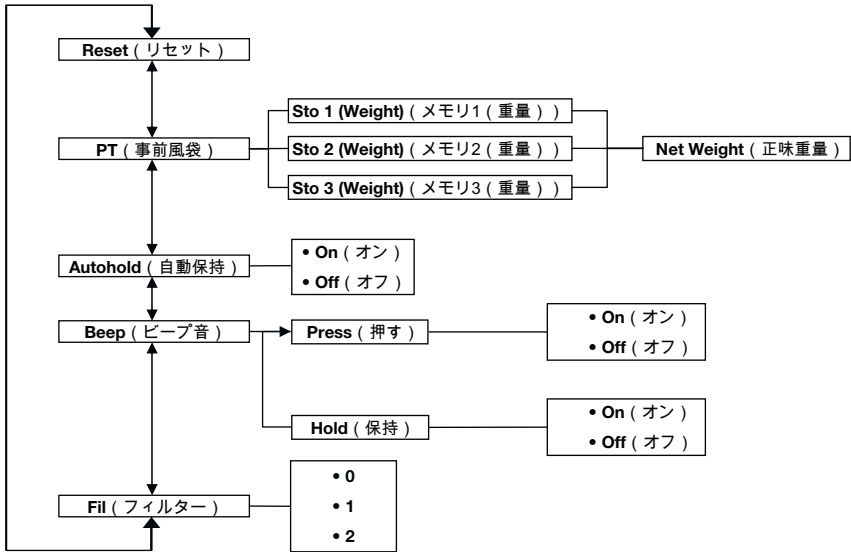 Reset（リセット）
PT（事前風袋）
Sto 1 (Weight)（メモリ1（重量））
Sto 2 (Weight)（メモリ2（重量））
Sto 3 (Weight)（メモリ3（重量））
Net Weight（正味重量）
Autohold（自動保持）
• On（オン）
• Off（オフ）
Beep（ビープ音）
Press（押す）
• On（オン）
• Off（オフ）
Hold（保持）
• On（オン）
• Off（オフ）
Fil（フィルター）
• 0
• 1
• 2